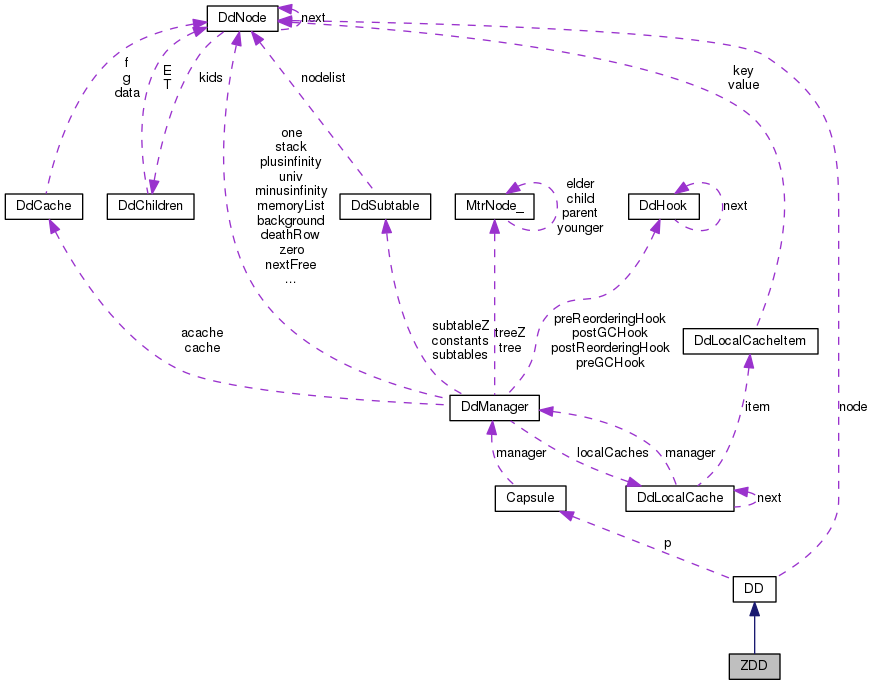 DdNode
next
f
g
data
E
T
kids
nodelist
key
value
one
stack
plusinfinity
univ
minusinfinity
memoryList
background
deathRow
zero
nextFree
...
DdCache
DdChildren
DdSubtable
MtrNode_
elder
child
parent
younger
DdHook
next
acache
cache
subtableZ
constants
subtables
treeZ
tree
preReorderingHook
postGCHook
postReorderingHook
preGCHook
DdLocalCacheItem
DdManager
item
node
manager
localCaches
manager
Capsule
DdLocalCache
next
p
DD
ZDD